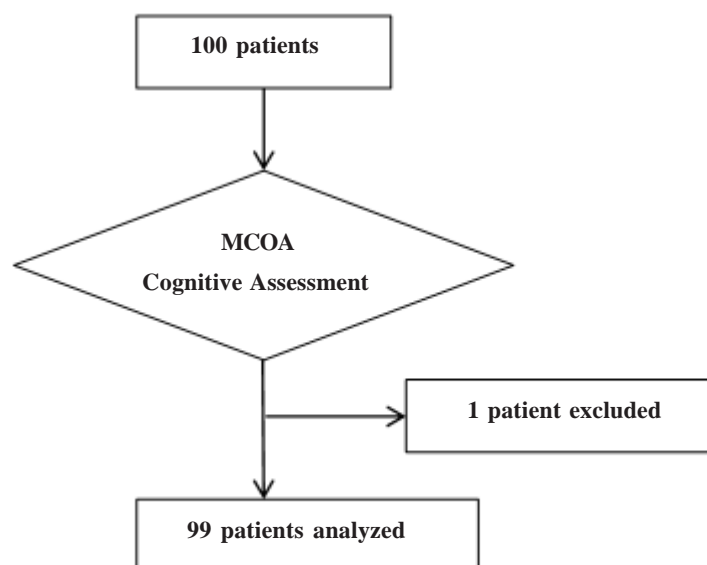 100 patients
MCOA
Cognitive Assessment
1 patient excluded
99 patients analyzed